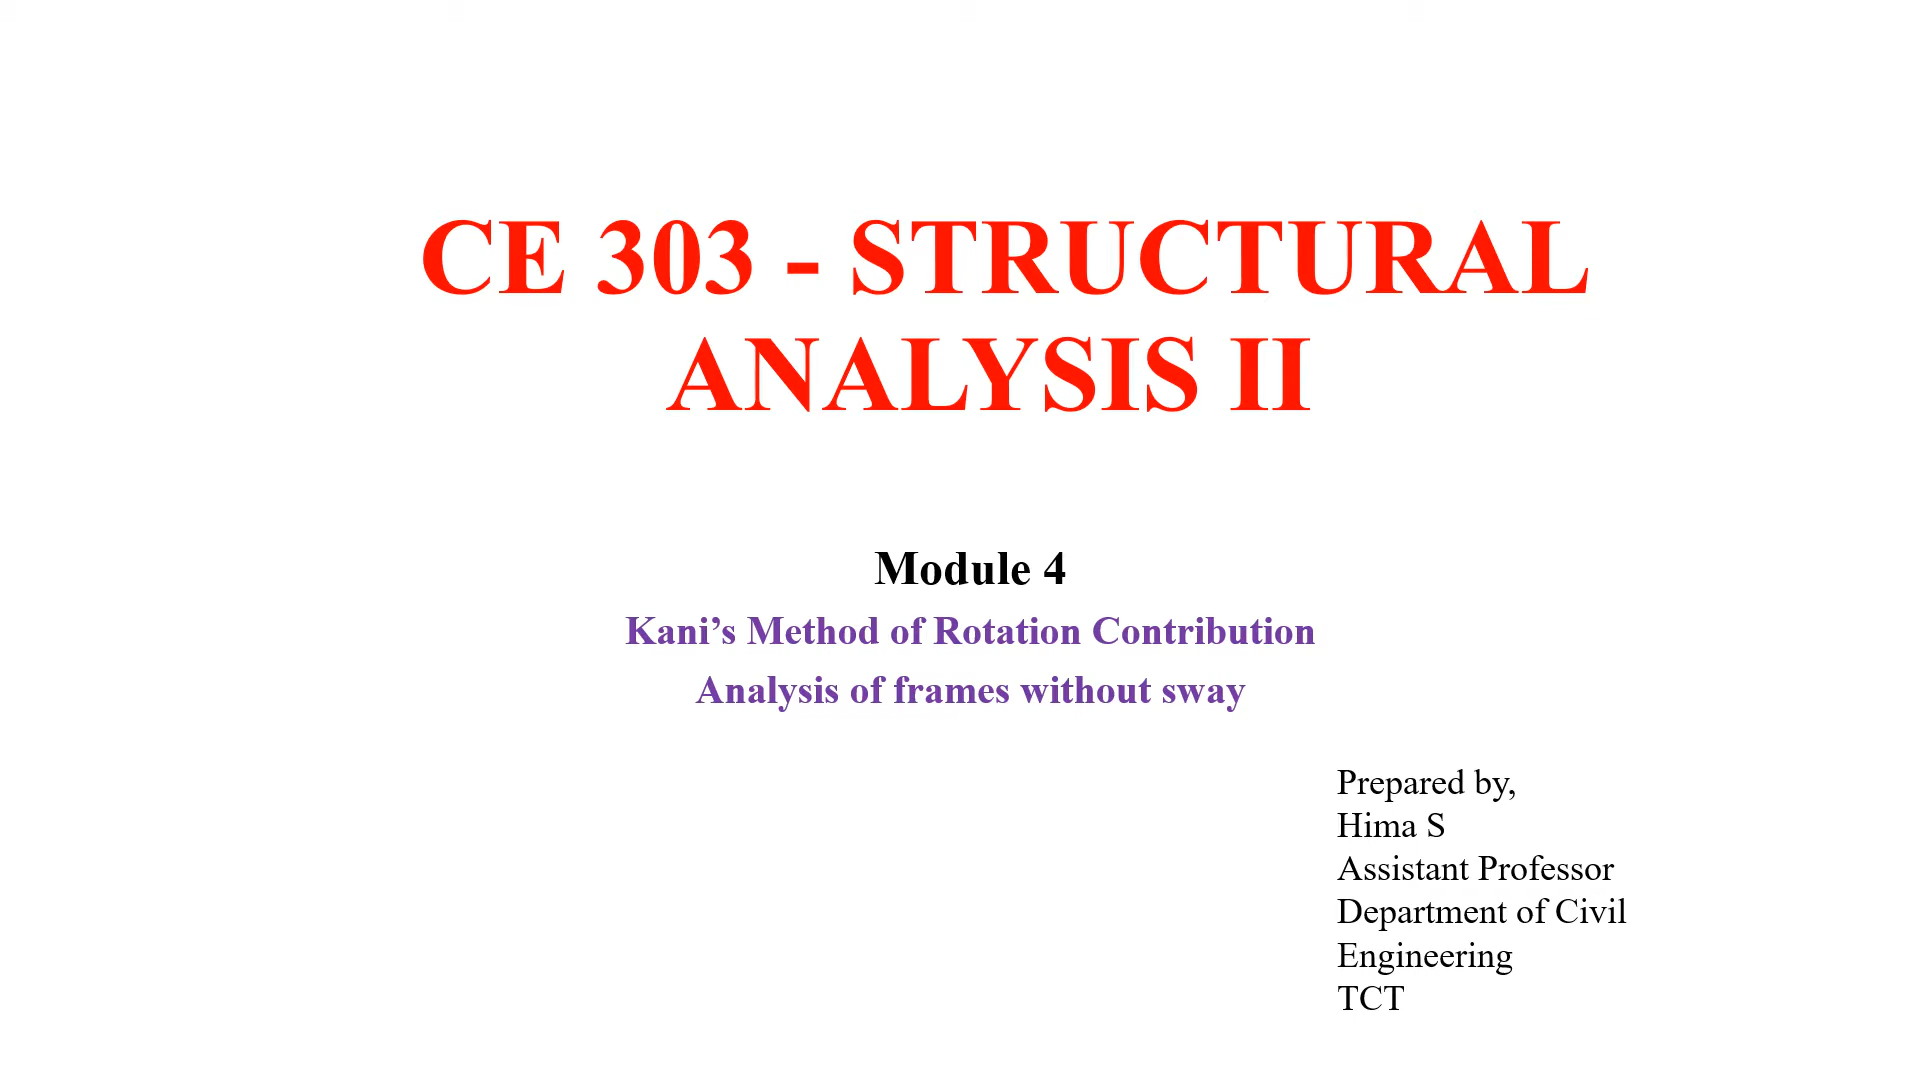 CE 303 - STRUCTURAL
ANALYSIS II
Module 4
Kani’s Method of Rotation Contribution
Analysis of frames without sway
Prepared by,
Hima S
Assistant Professor
Department of Civil
Engineering
TCT